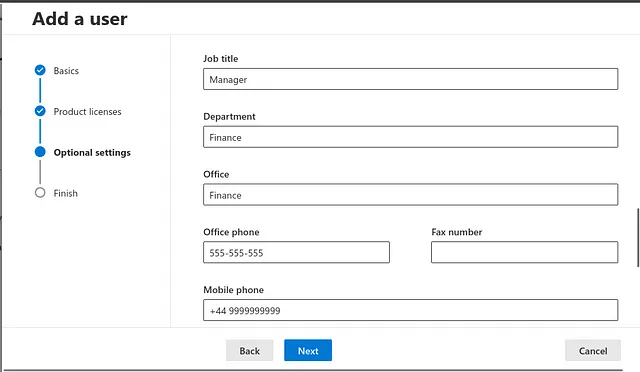 Add a user
Basics
Product licenses
Optional settings
Finish
Job title
Manager
Department
Finance
Office
Finance
Office phone
Fax number
555-555-555
Mobile phone
+44 9999999999
Back
Next
Cancel